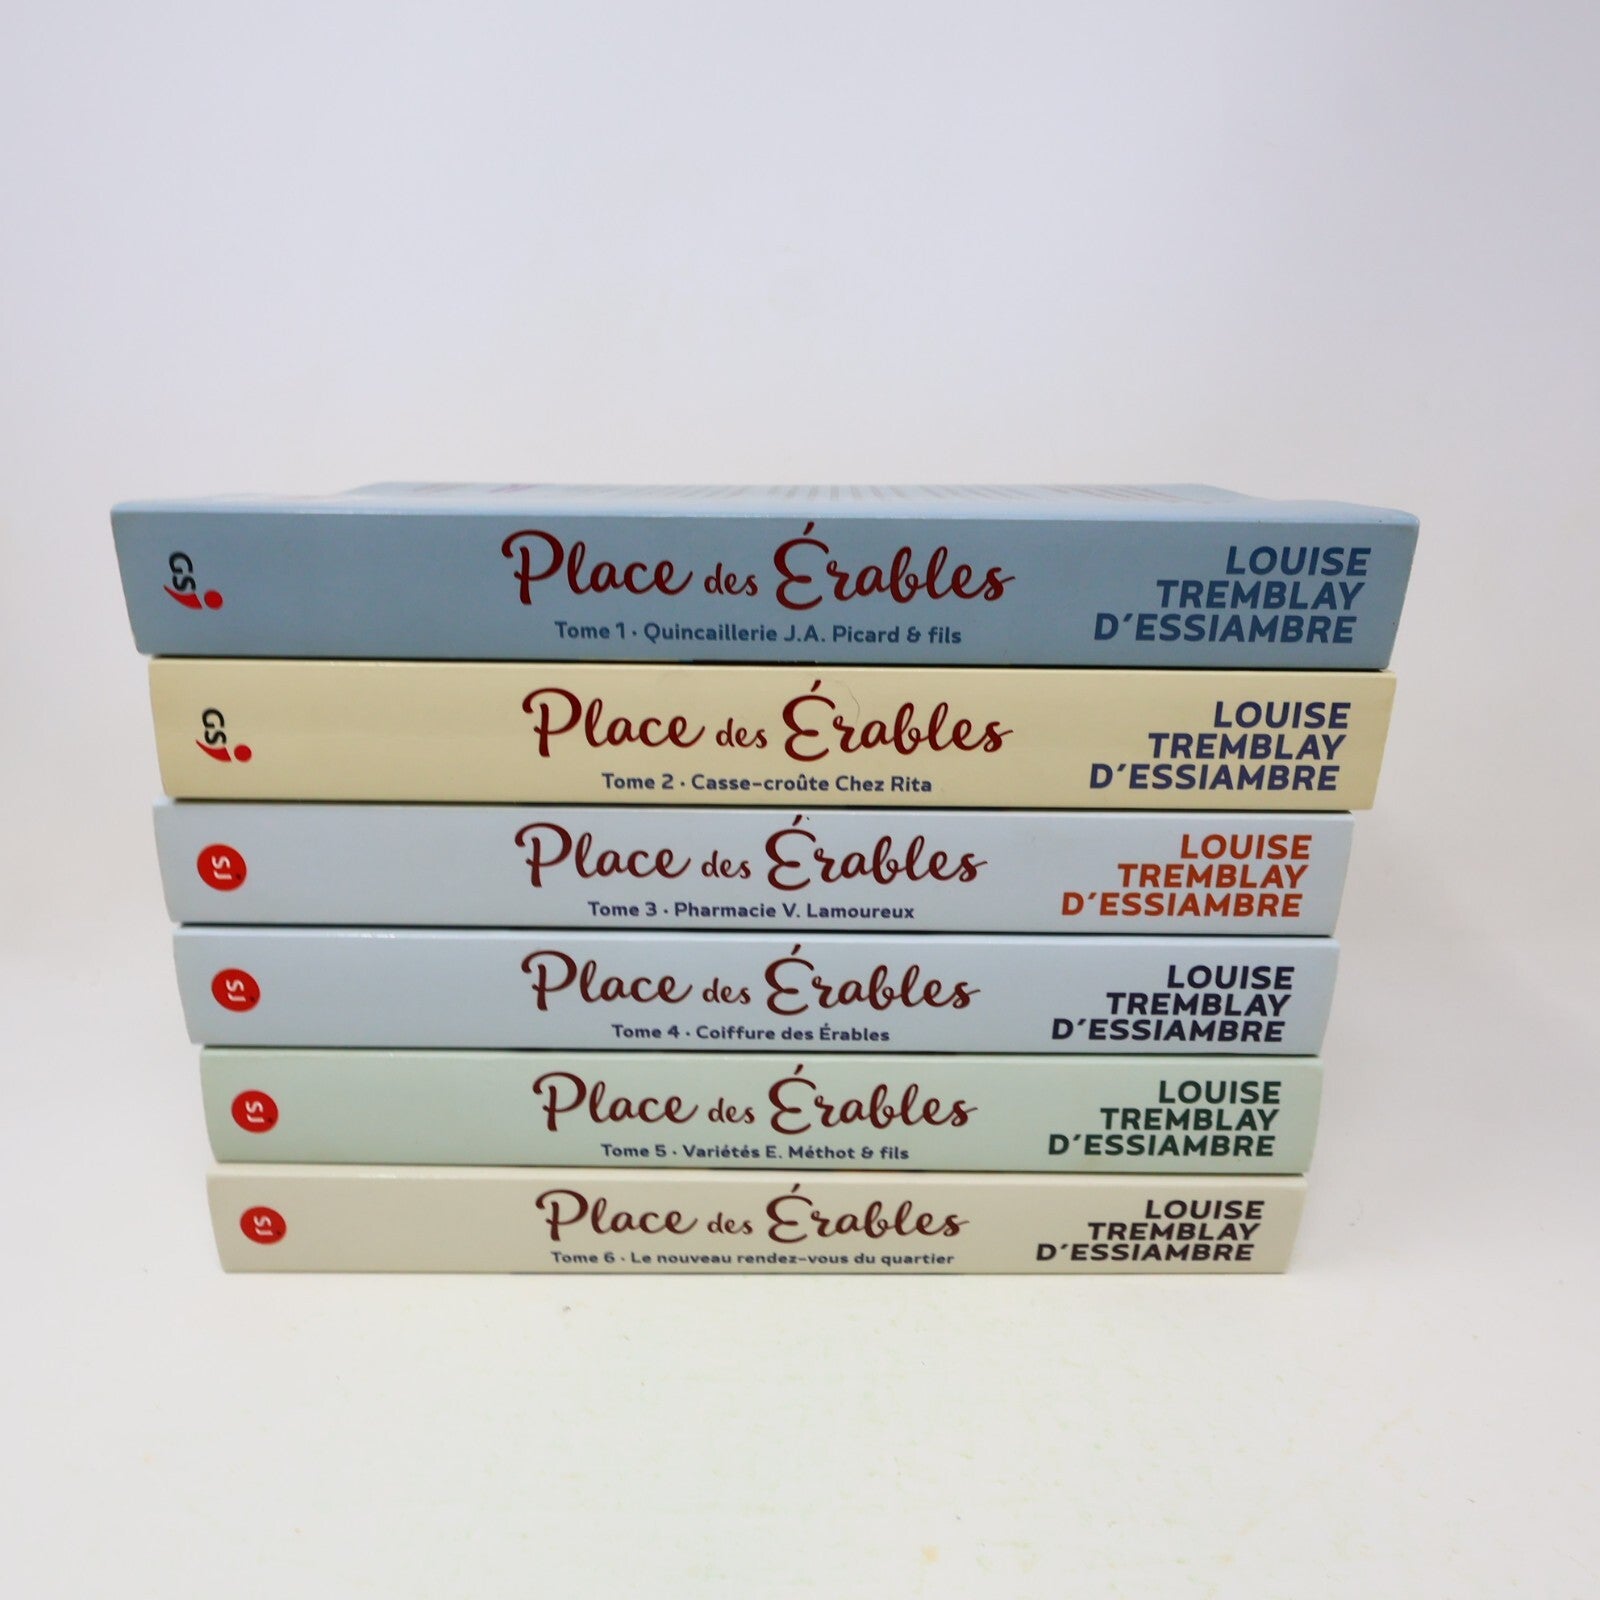 GSJ
Place des Érables
Tome 1 · Quincaillerie J.A. Picard & fils
LOUISE
TREMBLAY
D'ESSIAMBRE
GSJ
Place des Érables
Tome 2 · Casse-croûte Chez Rita
LOUISE
TREMBLAY
D'ESSIAMBRE
SJ
Place des Érables
Tome 3 · Pharmacie V. Lamoureux
LOUISE
TREMBLAY
D'ESSIAMBRE
SJ
Place des Érables
Tome 4 · Coiffure des Érables
LOUISE
TREMBLAY
D'ESSIAMBRE
SJ
Place des Érables
Tome 5 · Variétés E. Méthot & fils
LOUISE
TREMBLAY
D'ESSIAMBRE
SJ
Place des Érables
Tome 6 · Le nouveau rendez-vous du quartier
LOUISE
TREMBLAY
D'ESSIAMBRE